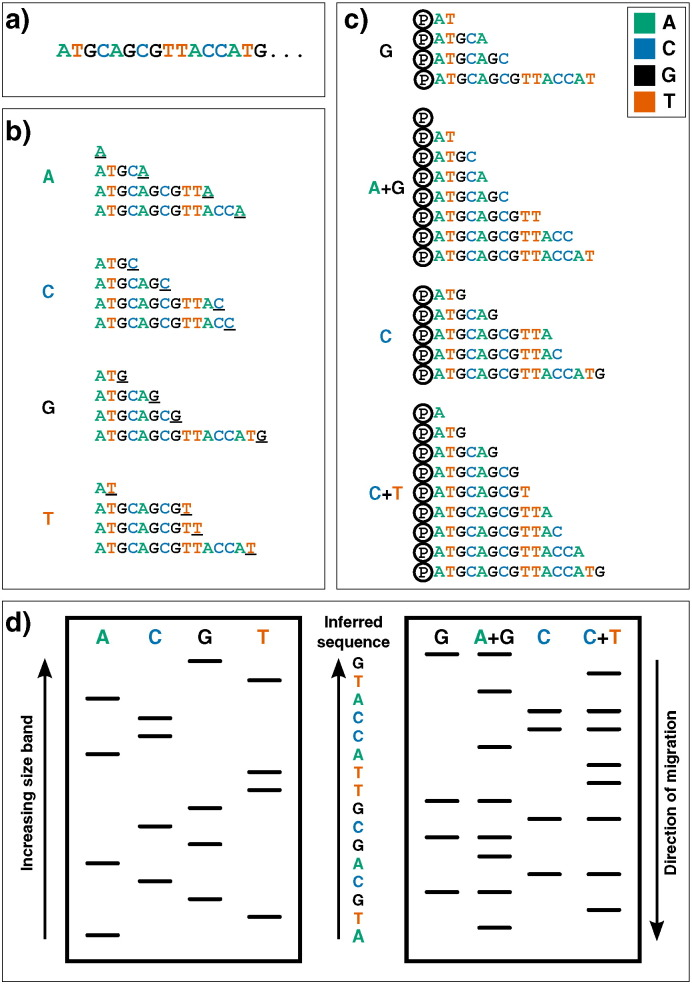 a)
ATGCAGCGTTACCATG...
b)
A
A
ATGCA
ATGCAGCGTTA
ATGCAGCGTTACCA
C
ATGC
ATGCAGC
ATGCAGCGTTAC
ATGCAGCGTTACC
G
ATG
ATGCAG
ATGCAGCG
ATGCAGCGTTACCATG
T
AT
ATGCAGCGT
ATGCAGCGTT
ATGCAGCGTTACCAT
c)
A
C
G
T
G
P AT
P ATGCA
P ATGCAGC
P ATGCAGCGTTACCAT
A+G
P
P AT
P ATGC
P ATGCA
P ATGCAGC
P ATGCAGCGTT
P ATGCAGCGTTACC
P ATGCAGCGTTACCAT
C
P ATG
P ATGCAG
P ATGCAGCGTTA
P ATGCAGCGTTAC
P ATGCAGCGTTACCATG
C+T
P A
P ATG
P ATGCAG
P ATGCAGCG
P ATGCAGCGT
P ATGCAGCGTTA
P ATGCAGCGTTAC
P ATGCAGCGTTACCA
P ATGCAGCGTTACCATG
d)
Increasing size band
A C G T
Inferred
sequence
G
T
A
C
C
A
T
T
G
C
G
A
C
G
T
A
G A+G C C+T
Direction of migration